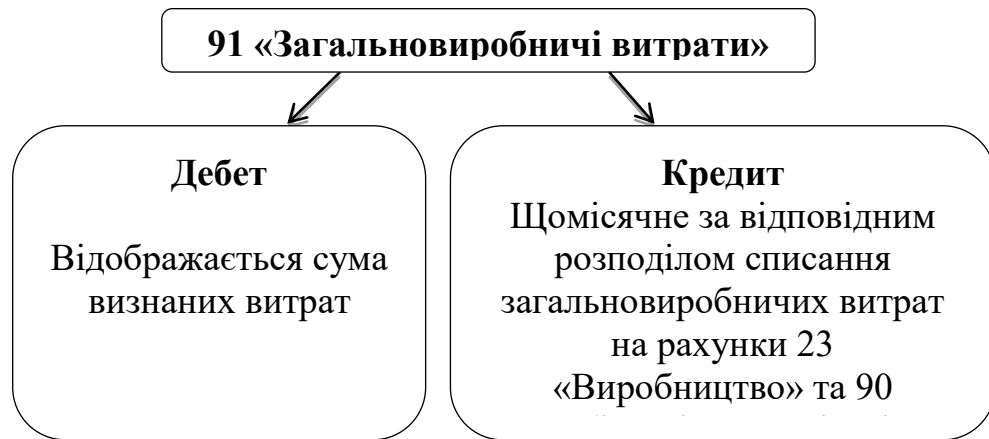 91 «Загальновиробничі витрати»
Дебет
Відображається сума
визнаних витрат
Кредит
Щомісячне за відповідним
розподілом списання
загальновиробничих витрат
на рахунки 23
«Виробництво» та 90